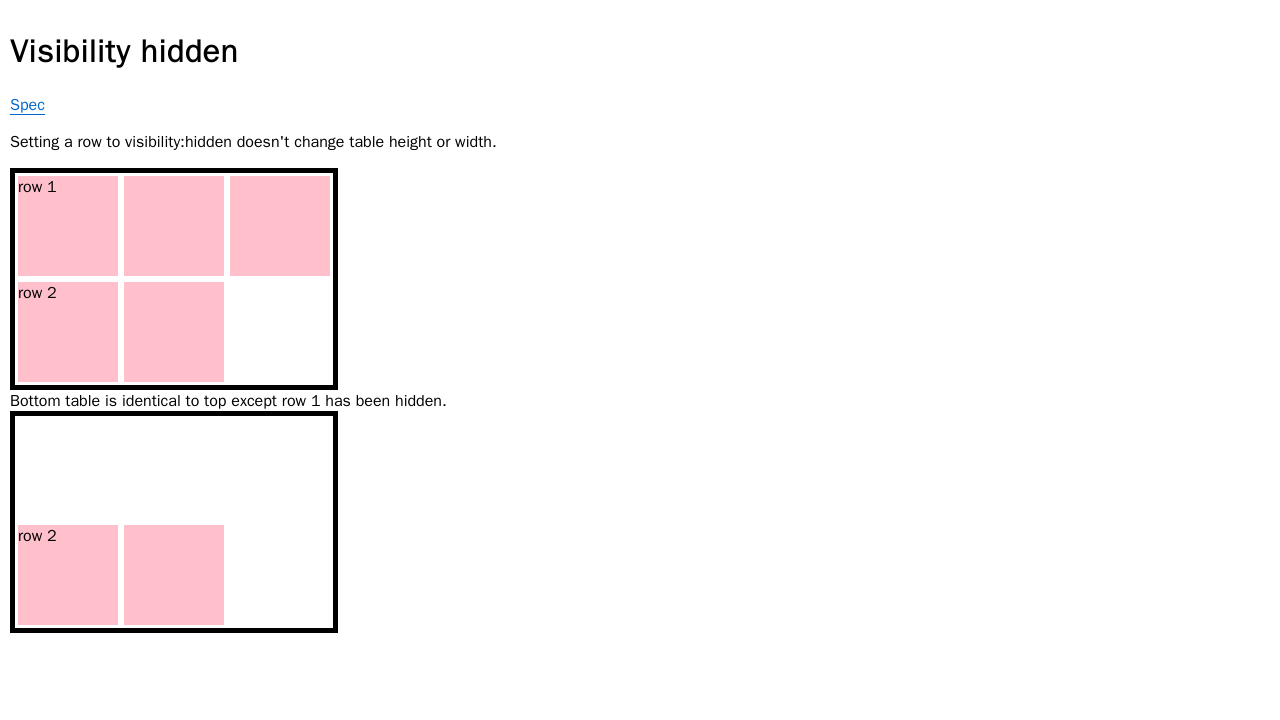 Visibility hidden
Spec
Setting a row to visibility:hidden doesn't change table height or width.
row 1
row 2
Bottom table is identical to top except row 1 has been hidden.
row 2